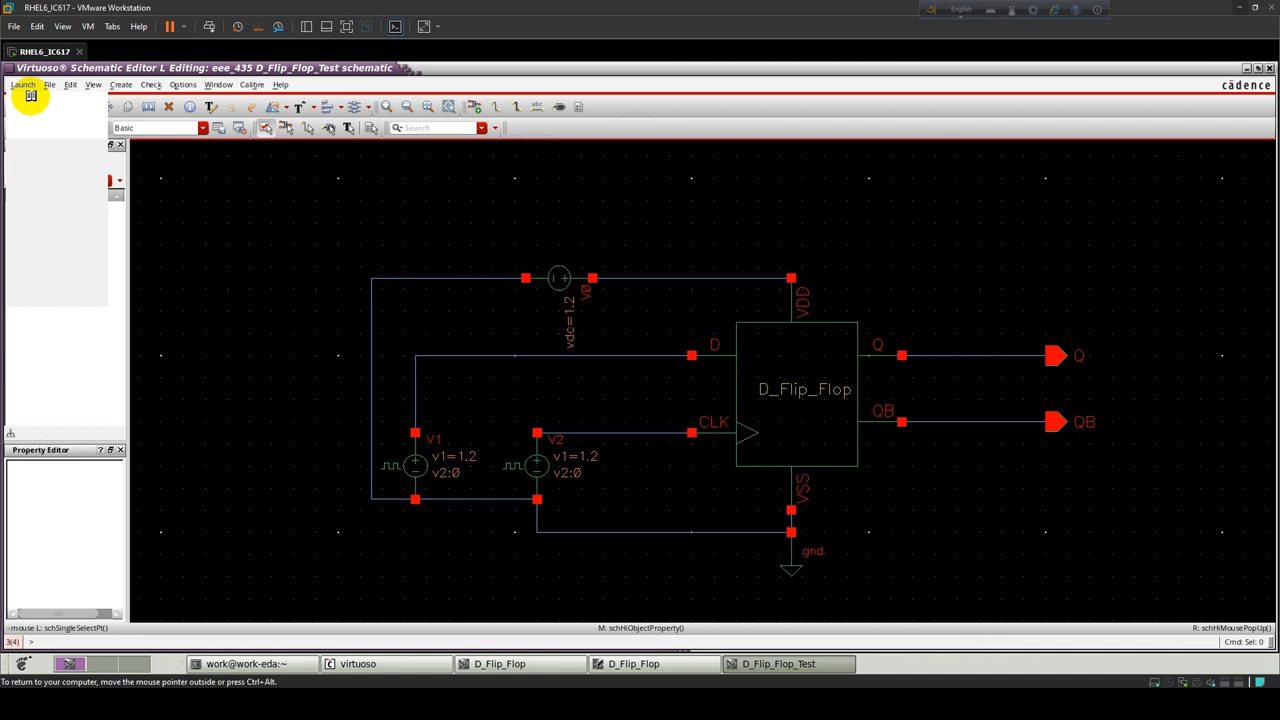 RHEL6_IC617 - VMware Workstation
English
File Edit View VM Tabs Help
RHEL6_IC617
Virtuoso® Schematic Editor L Editing: eee_435 D_Flip_Flop_Test schematic
Launch File Edit View Create Check Options Window Calibre Help
cādence
Basic
Search
VDD
V0
vdc=1.2
D
Q
Q
D_Flip_Flop
QB
QB
CLK
V1
v1=1.2
v2:0
V2
v1=1.2
v2:0
VSS
gnd
Property Editor
mouse L: schSingleSelectPt()
M: schHiObjectProperty()
R: schHiMousePopUp()
3(4) >
Cmd: Sel: 0
work@work-eda:~
virtuoso
D_Flip_Flop
D_Flip_Flop
D_Flip_Flop_Test
To return to your computer, move the mouse pointer outside or press Ctrl+Alt.